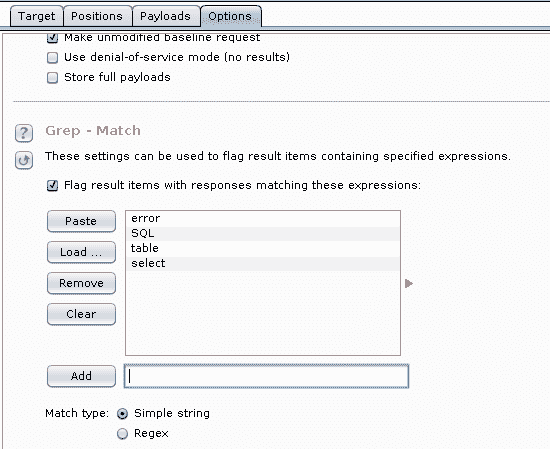 Target Positions Payloads Options
Make unmodified baseline request
Use denial-of-service mode (no results)
Store full payloads
? Grep - Match
These settings can be used to flag result items containing specified expressions.
Flag result items with responses matching these expressions:
Paste
Load ...
Remove
Clear
error
SQL
table
select
Add
Match type: Simple string
Regex